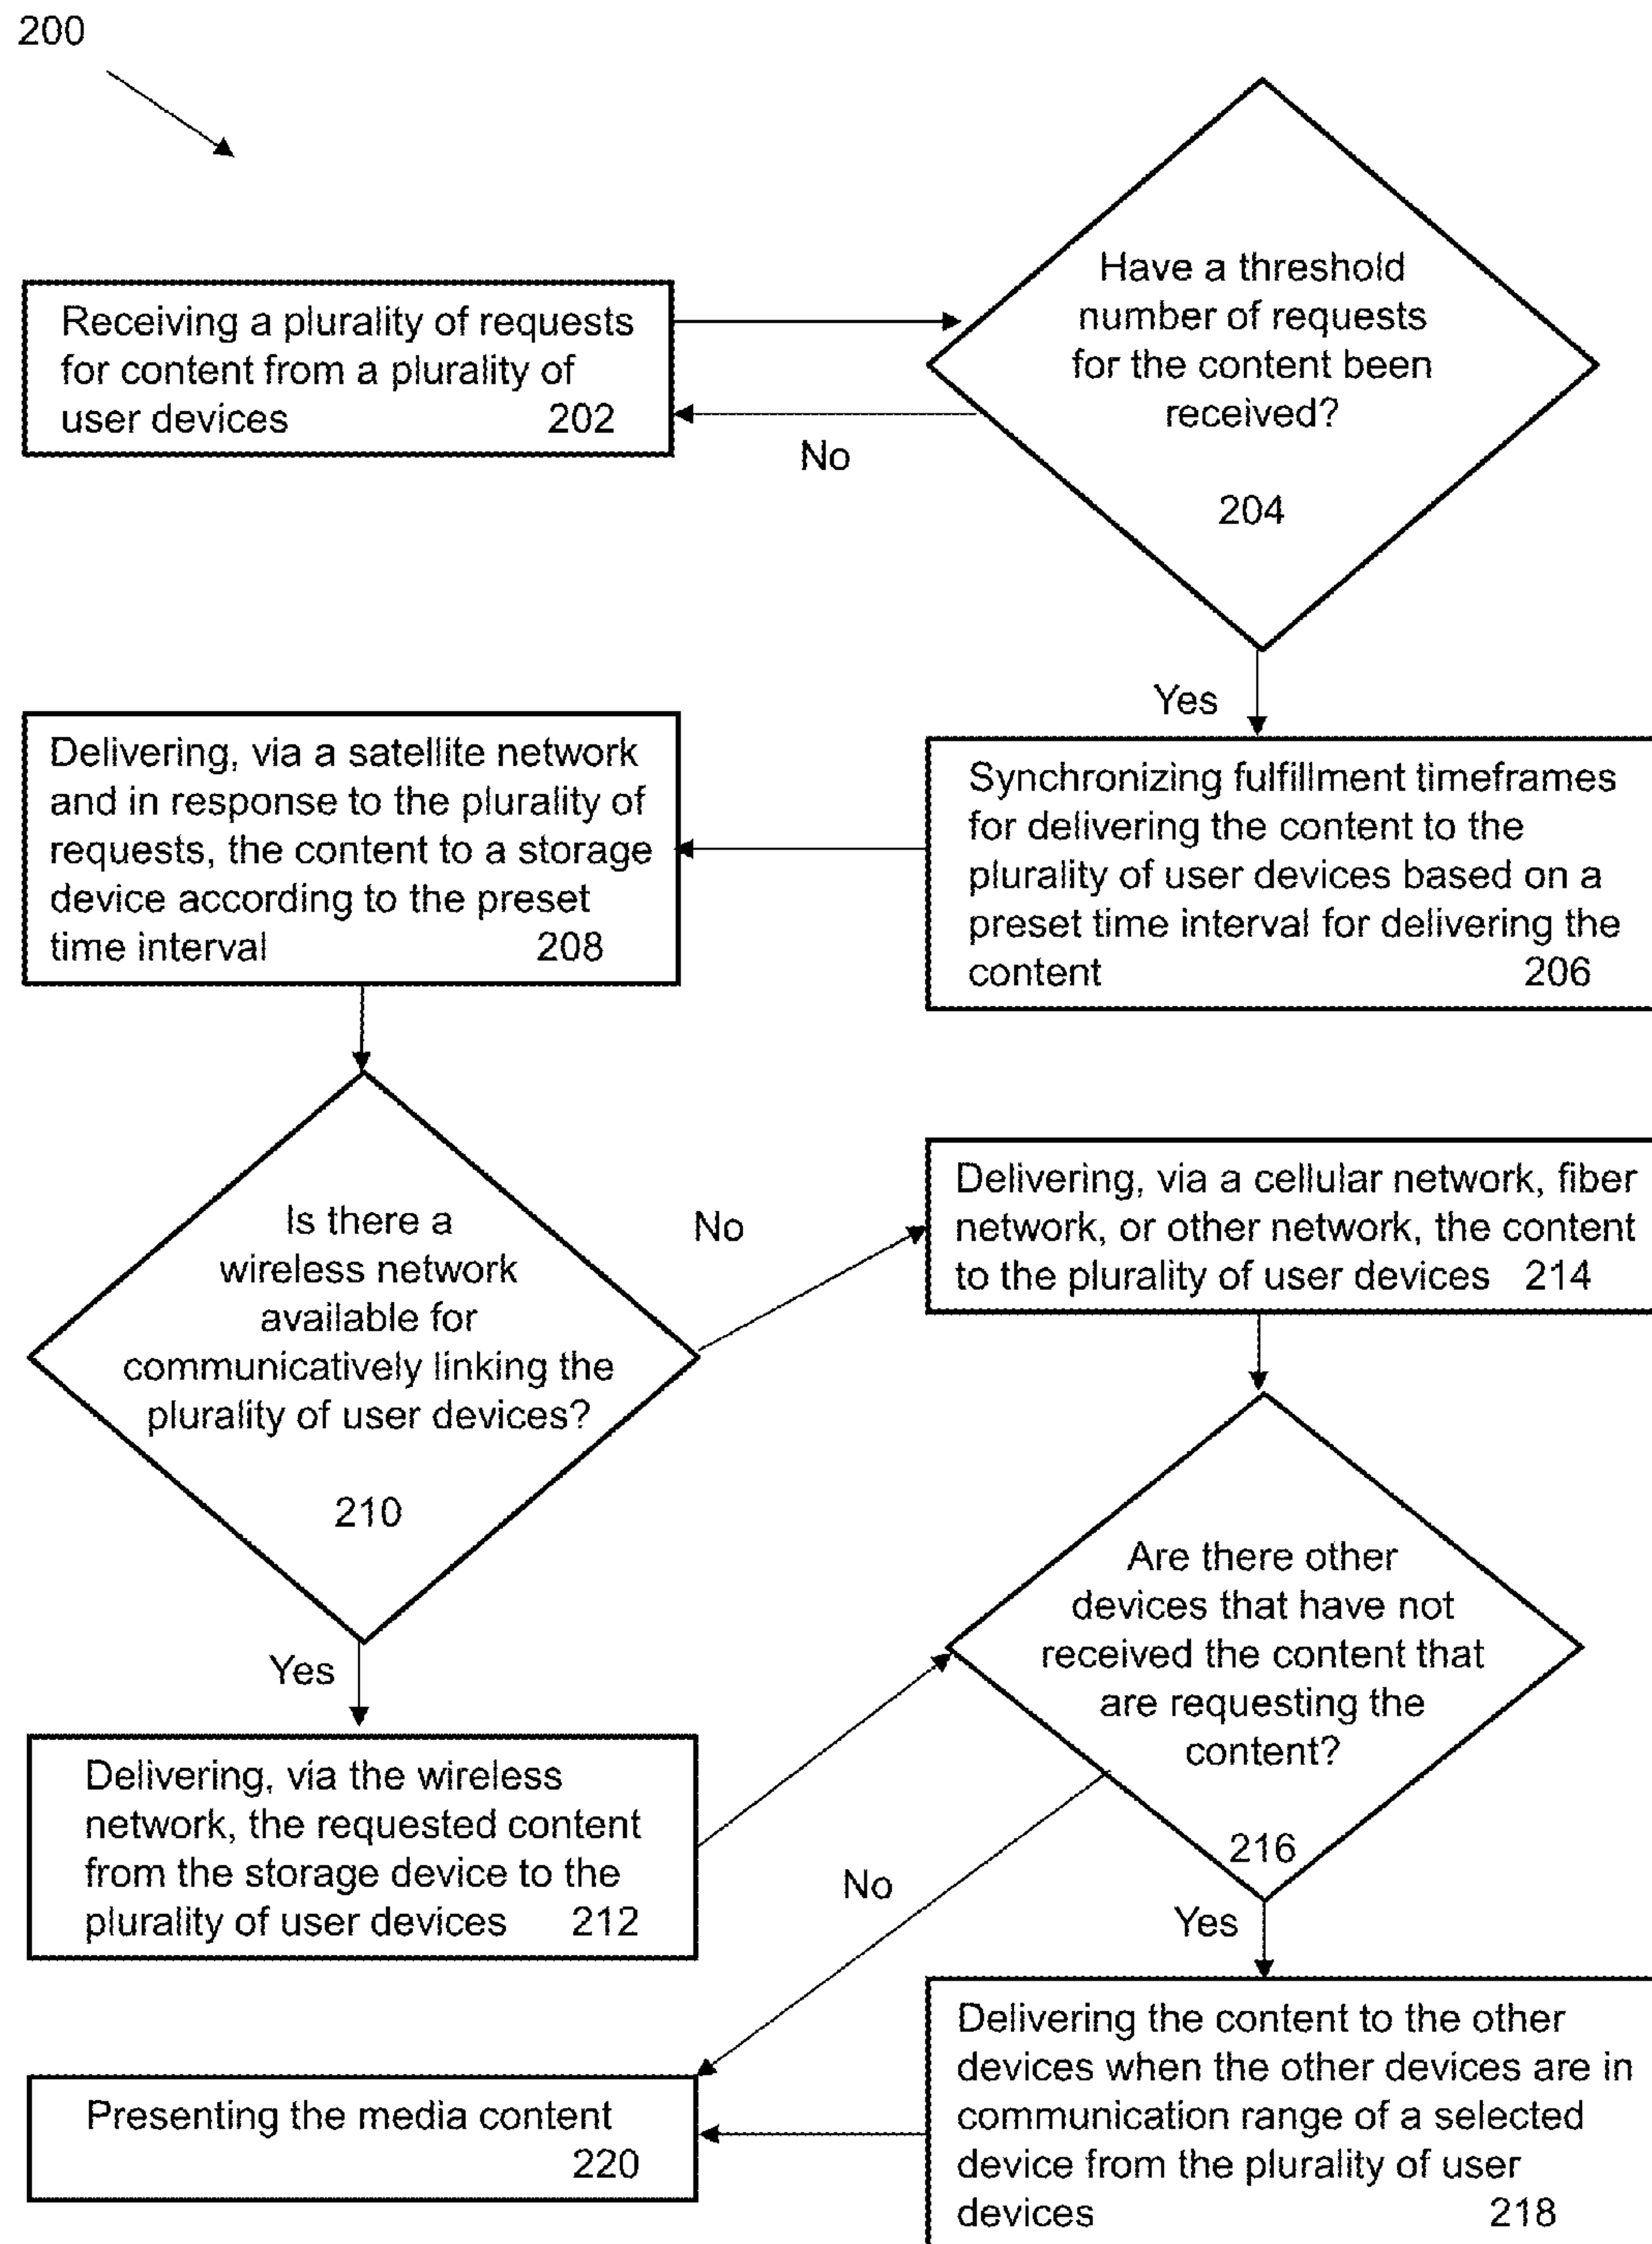 200
Receiving a plurality of requests
for content from a plurality of
user devices 202
Have a threshold
number of requests
for the content been
received?
204
No
Yes
Synchronizing fulfillment timeframes
for delivering the content to the
plurality of user devices based on a
preset time interval for delivering the
content 206
Delivering, via a satellite network
and in response to the plurality of
requests, the content to a storage
device according to the preset
time interval 208
Is there a
wireless network
available for
communicatively linking the
plurality of user devices?
210
No
Yes
Delivering, via a cellular network, fiber
network, or other network, the content
to the plurality of user devices 214
Delivering, via the wireless
network, the requested content
from the storage device to the
plurality of user devices 212
Are there other
devices that have not
received the content that
are requesting the
content?
216
No
Yes
Delivering the content to the other
devices when the other devices are in
communication range of a selected
device from the plurality of user
devices 218
Presenting the media content
220